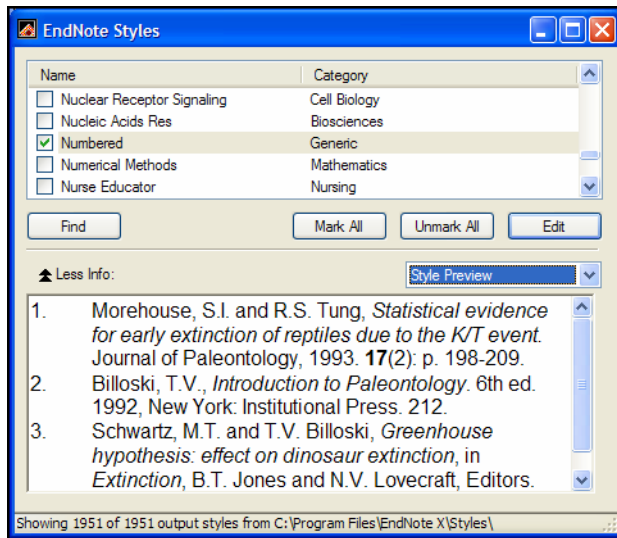 EndNote Styles
Name Category
Nuclear Receptor Signaling Cell Biology
Nucleic Acids Res Biosciences
Numbered Generic
Numerical Methods Mathematics
Nurse Educator Nursing
Find Mark All Unmark All Edit
Less Info: Style Preview
1. Morehouse, S.I. and R.S. Tung, Statistical evidence
for early extinction of reptiles due to the K/T event.
Journal of Paleontology, 1993. 17(2): p. 198-209.
2. Billoski, T.V., Introduction to Paleontology. 6th ed.
1992, New York: Institutional Press. 212.
3. Schwartz, M.T. and T.V. Billoski, Greenhouse
hypothesis: effect on dinosaur extinction, in
Extinction, B.T. Jones and N.V. Lovecraft, Editors.
Showing 1951 of 1951 output styles from C:\Program Files\EndNote X\Styles\